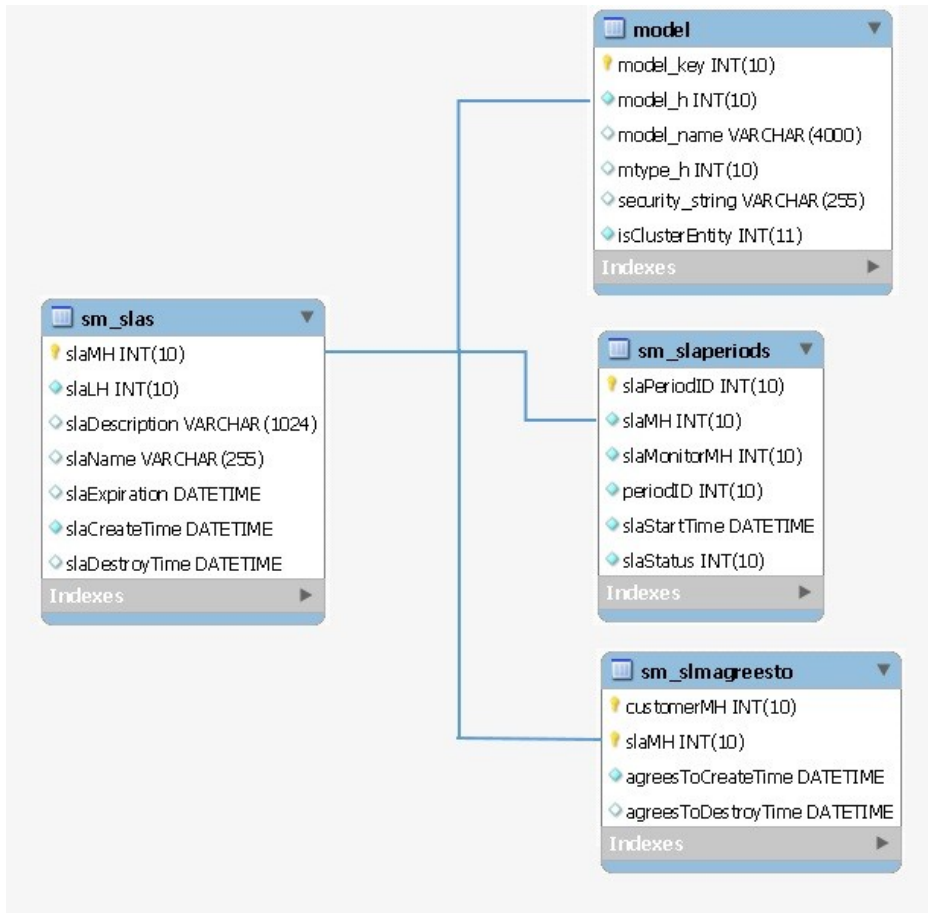 model
model_key INT(10)
model_h INT(10)
model_name VARCHAR(4000)
mtype_h INT(10)
security_string VARCHAR(255)
isClusterEntity INT(11)
Indexes
sm_slas
slaMH INT(10)
slaLH INT(10)
slaDescription VARCHAR(1024)
slaName VARCHAR(255)
slaExpiration DATETIME
slaCreateTime DATETIME
slaDestroyTime DATETIME
Indexes
sm_slaperiods
slaPeriodID INT(10)
slaMH INT(10)
slaMonitorMH INT(10)
periodID INT(10)
slaStartTime DATETIME
slaStatus INT(10)
Indexes
sm_slmagreesto
customerMH INT(10)
slaMH INT(10)
agreesToCreateTime DATETIME
agreesToDestroyTime DATETIME
Indexes